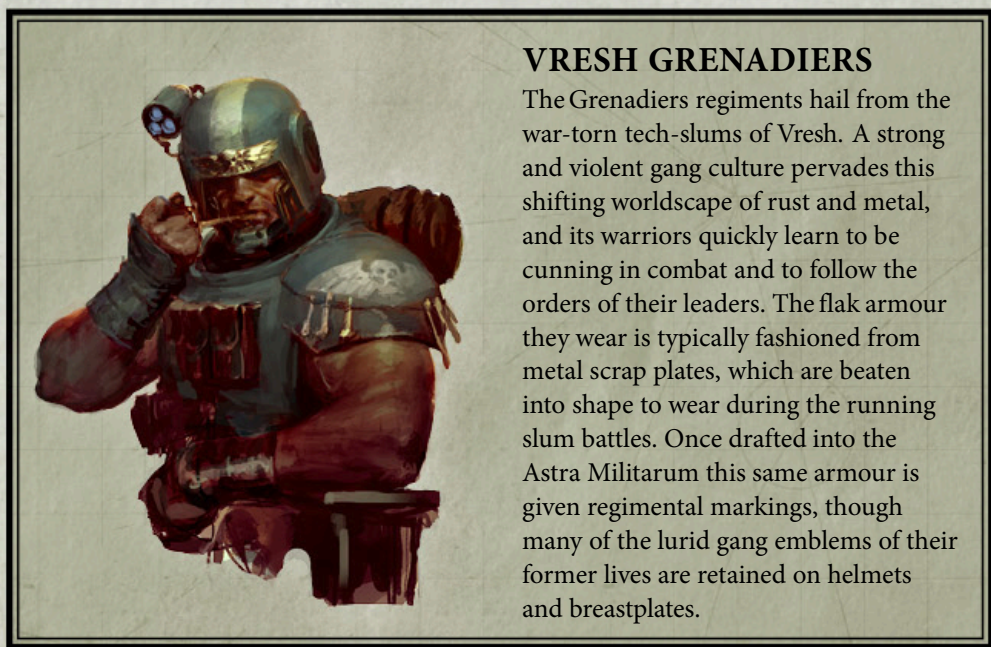 VRESH GRENADIERS
The Grenadiers regiments hail from the
war-torn tech-slums of Vresh. A strong
and violent gang culture pervades this
shifting worldscape of rust and metal,
and its warriors quickly learn to be
cunning in combat and to follow the
orders of their leaders. The flak armour
they wear is typically fashioned from
metal scrap plates, which are beaten
into shape to wear during the running
slum battles. Once drafted into the
Astra Militarum this same armour is
given regimental markings, though
many of the lurid gang emblems of their
former lives are retained on helmets
and breastplates.